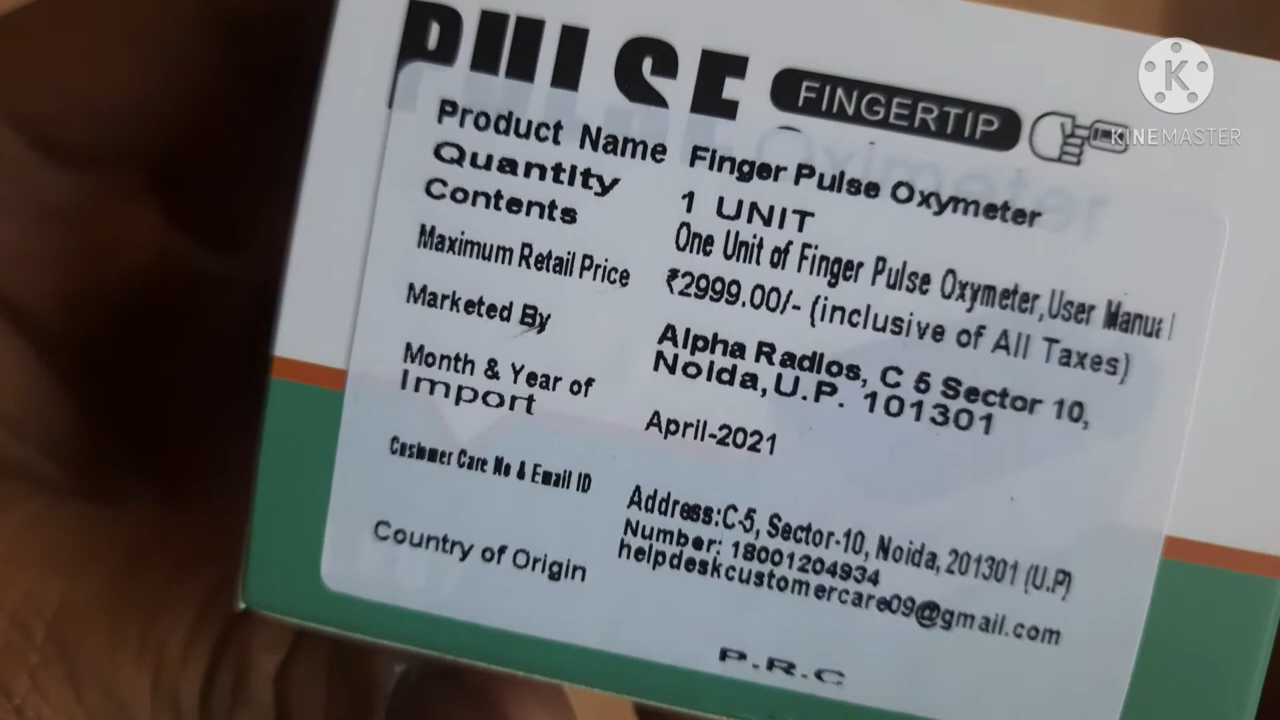 PULSE FINGERTIP
KINEMASTER
Product Name Finger Pulse Oxymeter
Quantity 1 UNIT
Contents One Unit of Finger Pulse Oxymeter,User Manual
Maximum Retail Price ₹2999.00/- (inclusive of All Taxes)
Marketed By Alpha Radios, C 5 Sector 10,
Noida,U.P. 101301
Month & Year of
Import April-2021
Customer Care No & Email ID Address:C-5, Sector-10, Noida, 201301 (U.P)
Number: 18001204934
helpdeskcustomercare09@gmail.com
Country of Origin P.R.C